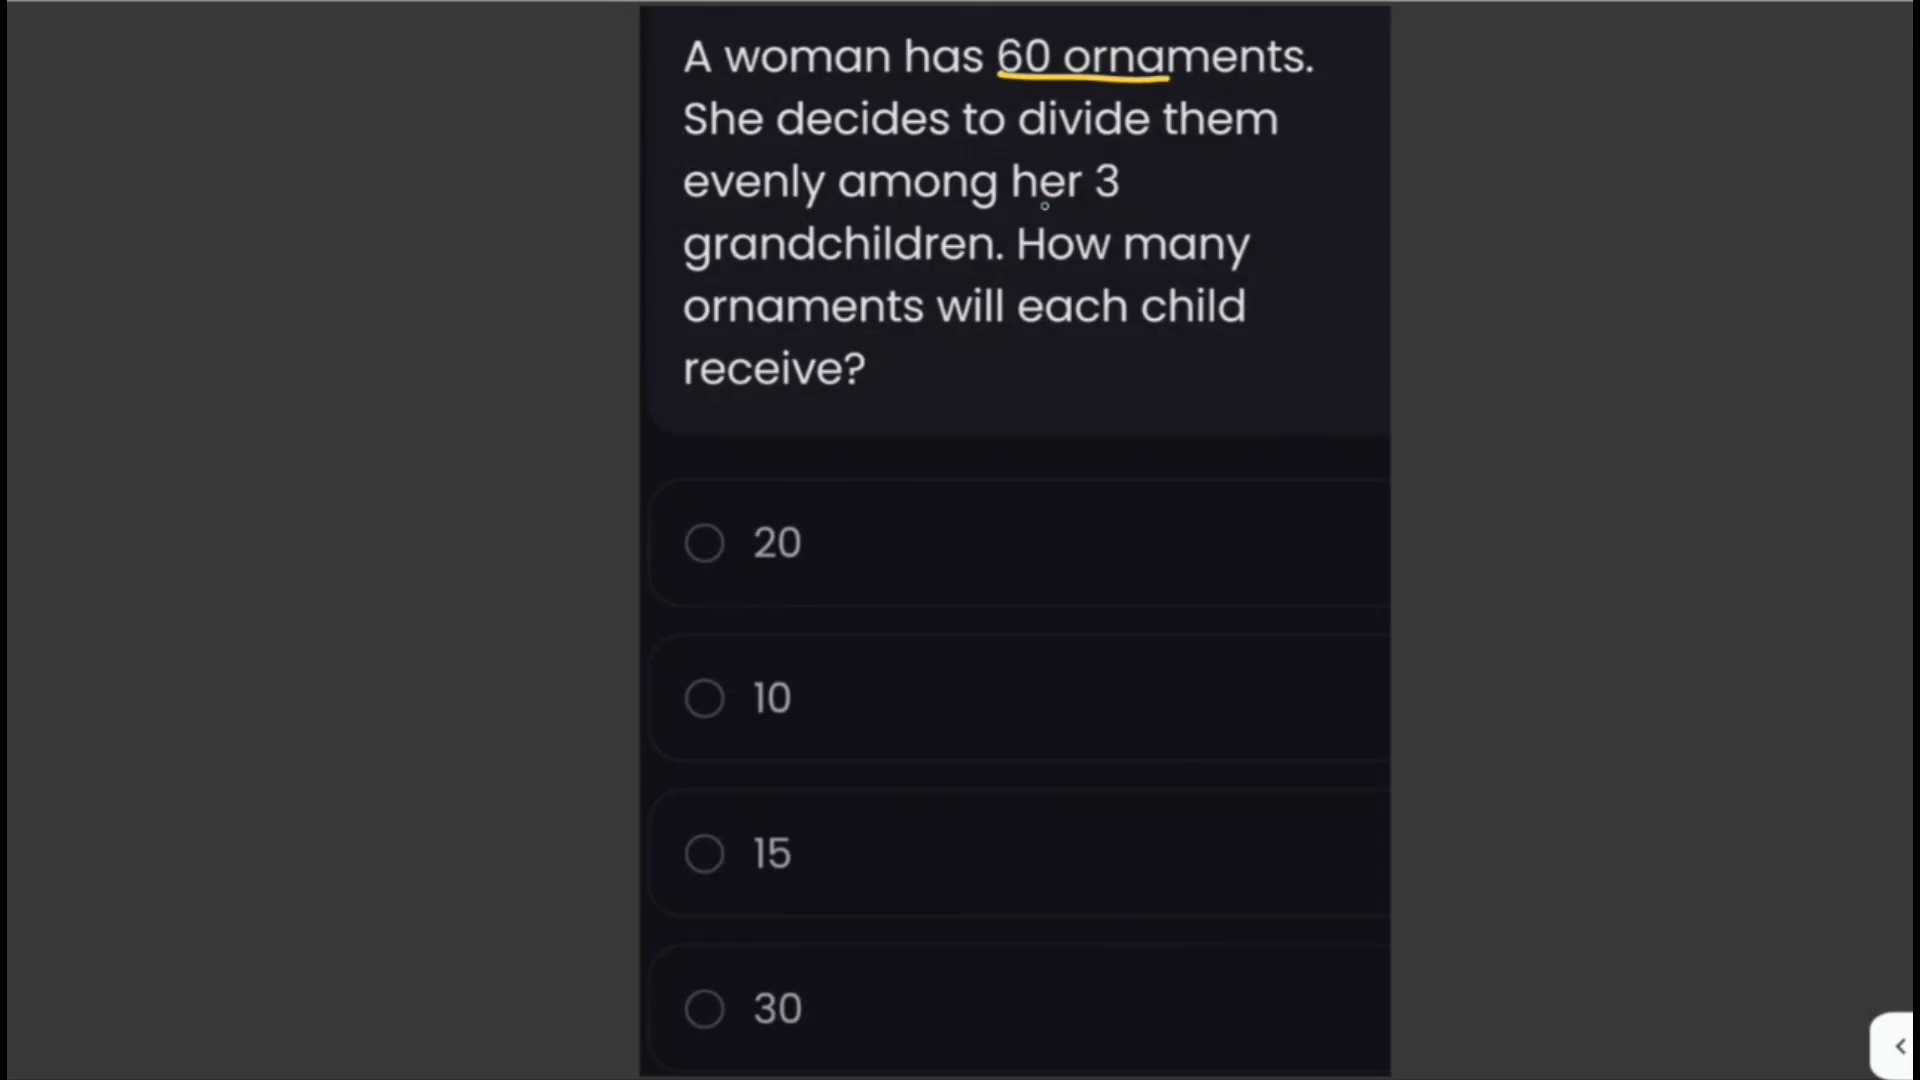 A woman has 60 ornaments.
She decides to divide them
evenly among her 3
grandchildren. How many
ornaments will each child
receive?
20
10
15
30